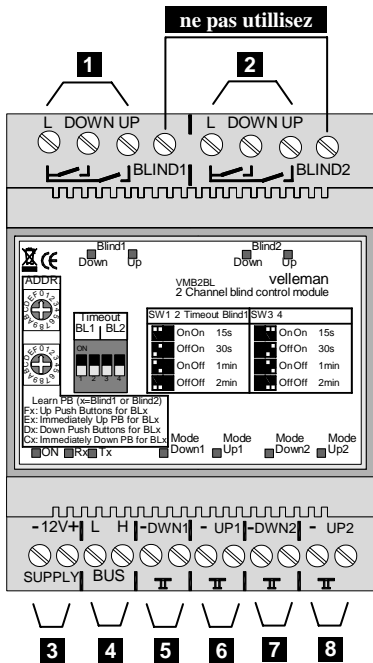 ne pas utillisez
1 2
L DOWN UP L DOWN UP
BLIND1 BLIND2
Blind1 Blind2
Down Up Down Up
ADDR
VMB2BL velleman
2 Channel blind control module
Timeout
BL1 BL2
ON
1 2 3 4
SW1 2 Timeout Blind1 SW3 4
OnOn 15s OnOn 15s
OffOn 30s OffOn 30s
OnOff 1min OnOff 1min
OffOff 2min OffOff 2min
Learn PB (x=Blind1 or Blind2)
Fx: Up Push Buttons for BLx
Ex: Immediately Up PB for BLx
Dx: Down Push Buttons for BLx
Cx: Immediately Down PB for BLx
Mode Mode Mode Mode
ON Rx Tx Down1 Up1 Down2 Up2
- 12V+ L H -DWN1 - UP1 -DWN2 - UP2
SUPPLY BUS
3 4 5 6 7 8